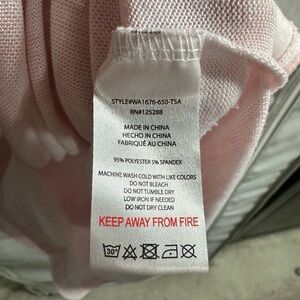 STYLE#WA1676-650-TSA
RN#125288
MADE IN CHINA
HECHO EN CHINA
FABRIQUÉ AU CHINA
95% POLYESTER 5% SPANDEX
MACHINE WASH COLD WITH LIKE COLORS
DO NOT BLEACH
DO NOT TUMBLE DRY
LOW IRON IF NEEDED
DO NOT DRY CLEAN
KEEP AWAY FROM FIRE
30°